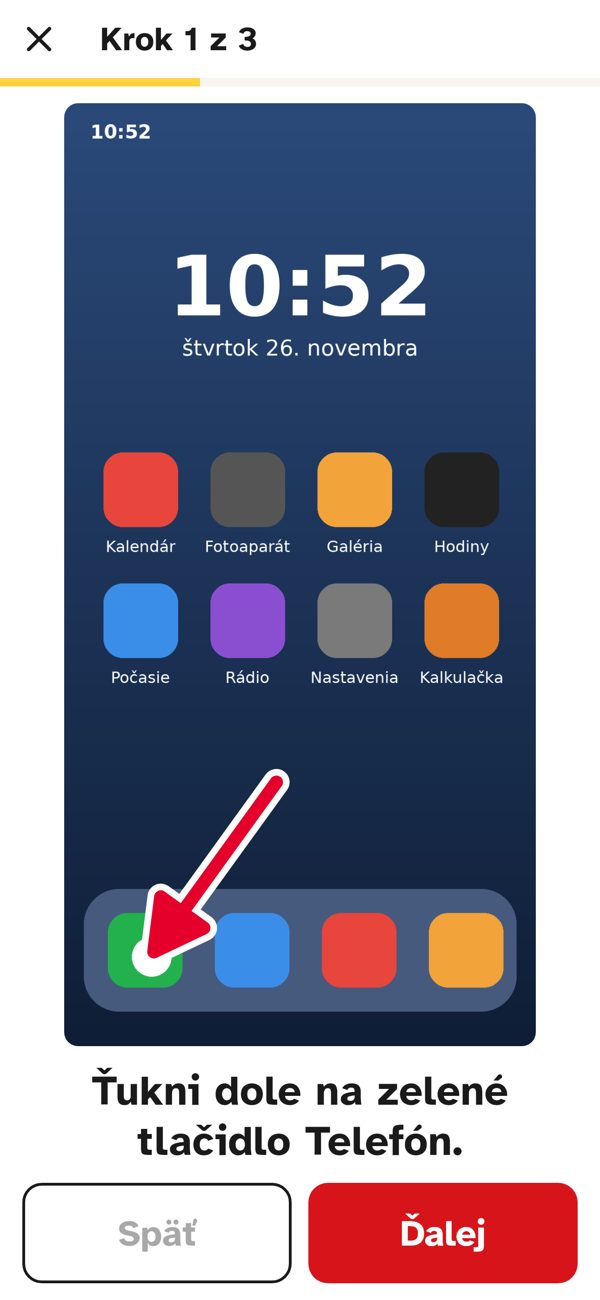 Krok 1 z 3
10:52
10:52
štvrtok 26. novembra
Kalendár Fotoaparát Galéria Hodiny
Počasie Rádio Nastavenia Kalkulačka
Ťukni dole na zelené
tlačidlo Telefón.
Späť Ďalej